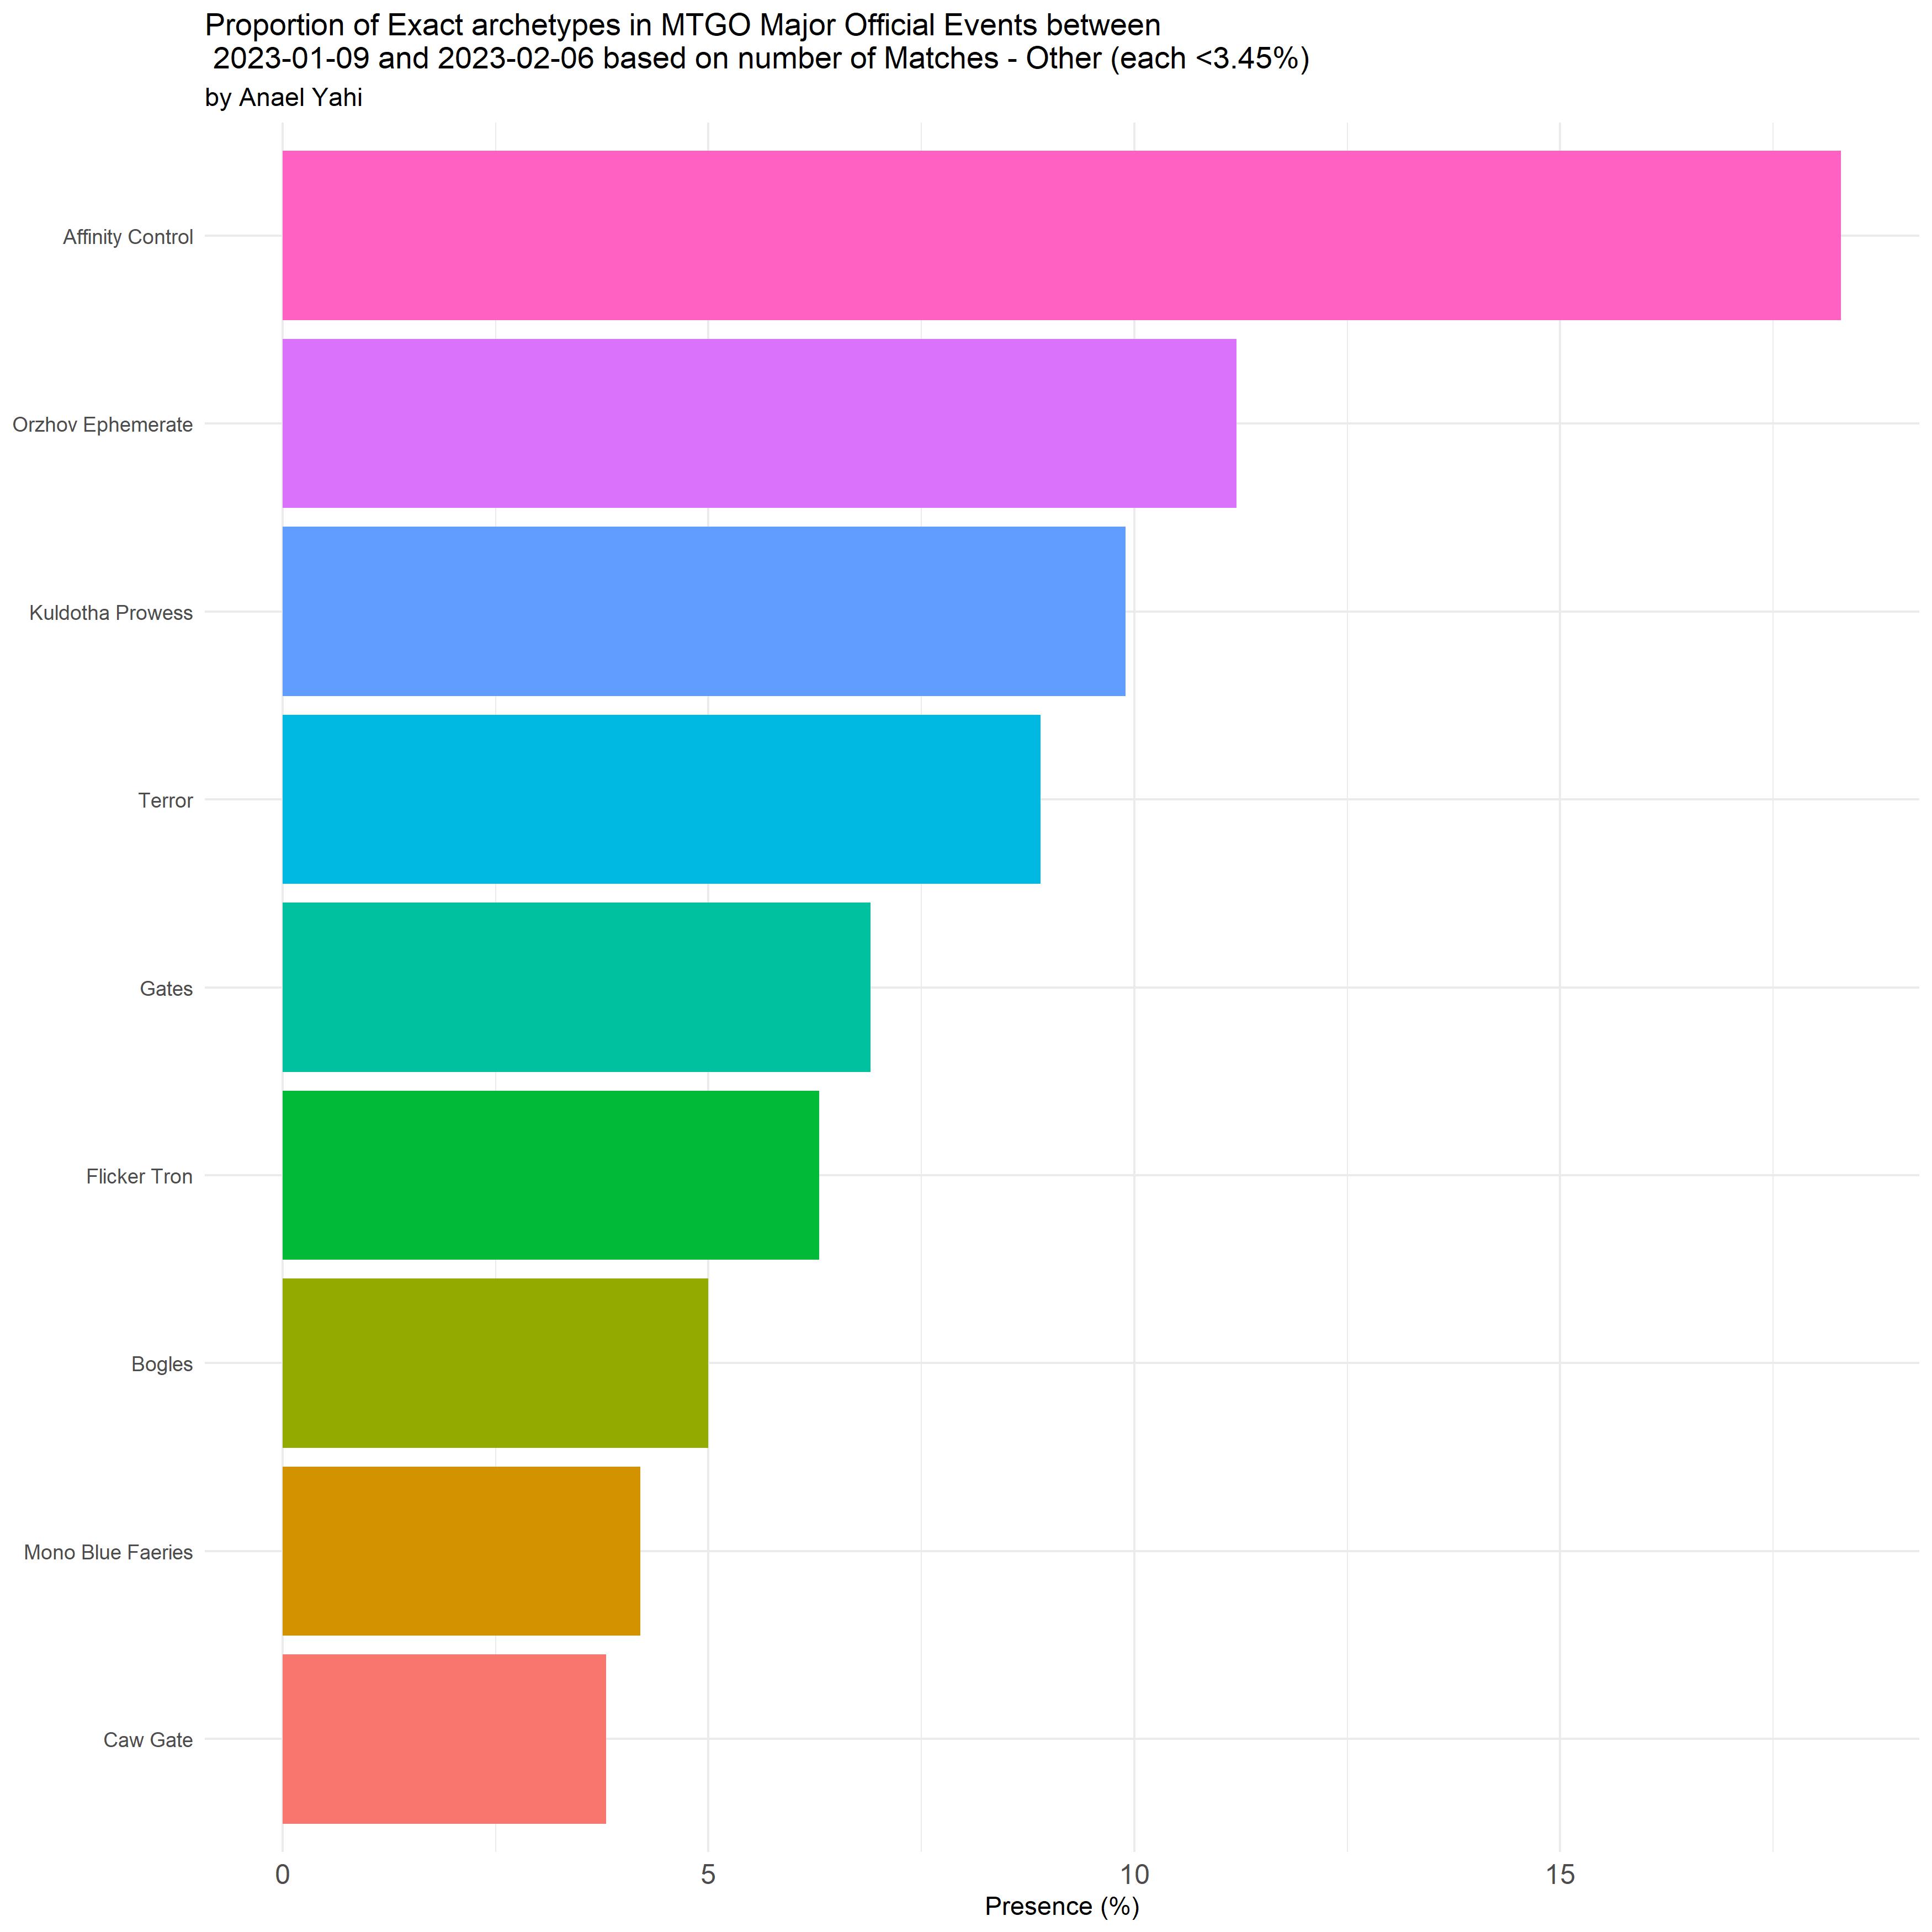 Proportion of Exact archetypes in MTGO Major Official Events between
2023-01-09 and 2023-02-06 based on number of Matches - Other (each <3.45%)
by Anael Yahi
Affinity Control
Orzhov Ephemerate
Kuldotha Prowess
Terror
Gates
Flicker Tron
Bogles
Mono Blue Faeries
Caw Gate
0 5 10 15
Presence (%)